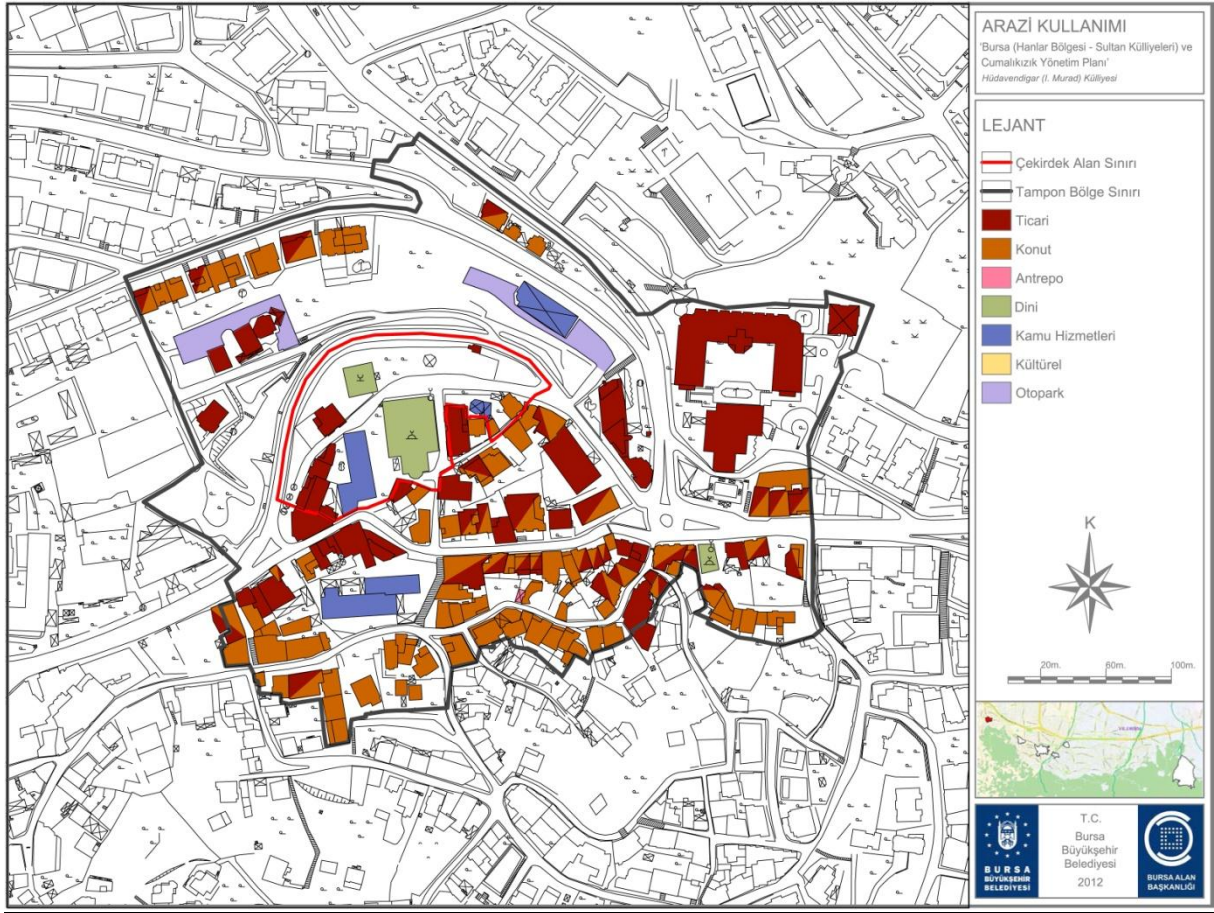 ARAZİ KULLANIMI
'Bursa (Hanlar Bölgesi - Sultan Külliyeleri) ve
Cumalıkızık Yönetim Planı'
Hüdavendigar (I. Murad) Külliyesi
LEJANT
Çekirdek Alan Sınırı
Tampon Bölge Sınırı
Ticari
Konut
Antrepo
Dini
Kamu Hizmetleri
Kültürel
Otopark
K
20m. 60m. 100m.
T.C.
Bursa
Büyükşehir
Belediyesi
2012
BURSA
BÜYÜKŞEHİR
BELEDİYESİ
BURSA ALAN
BAŞKANLIĞI